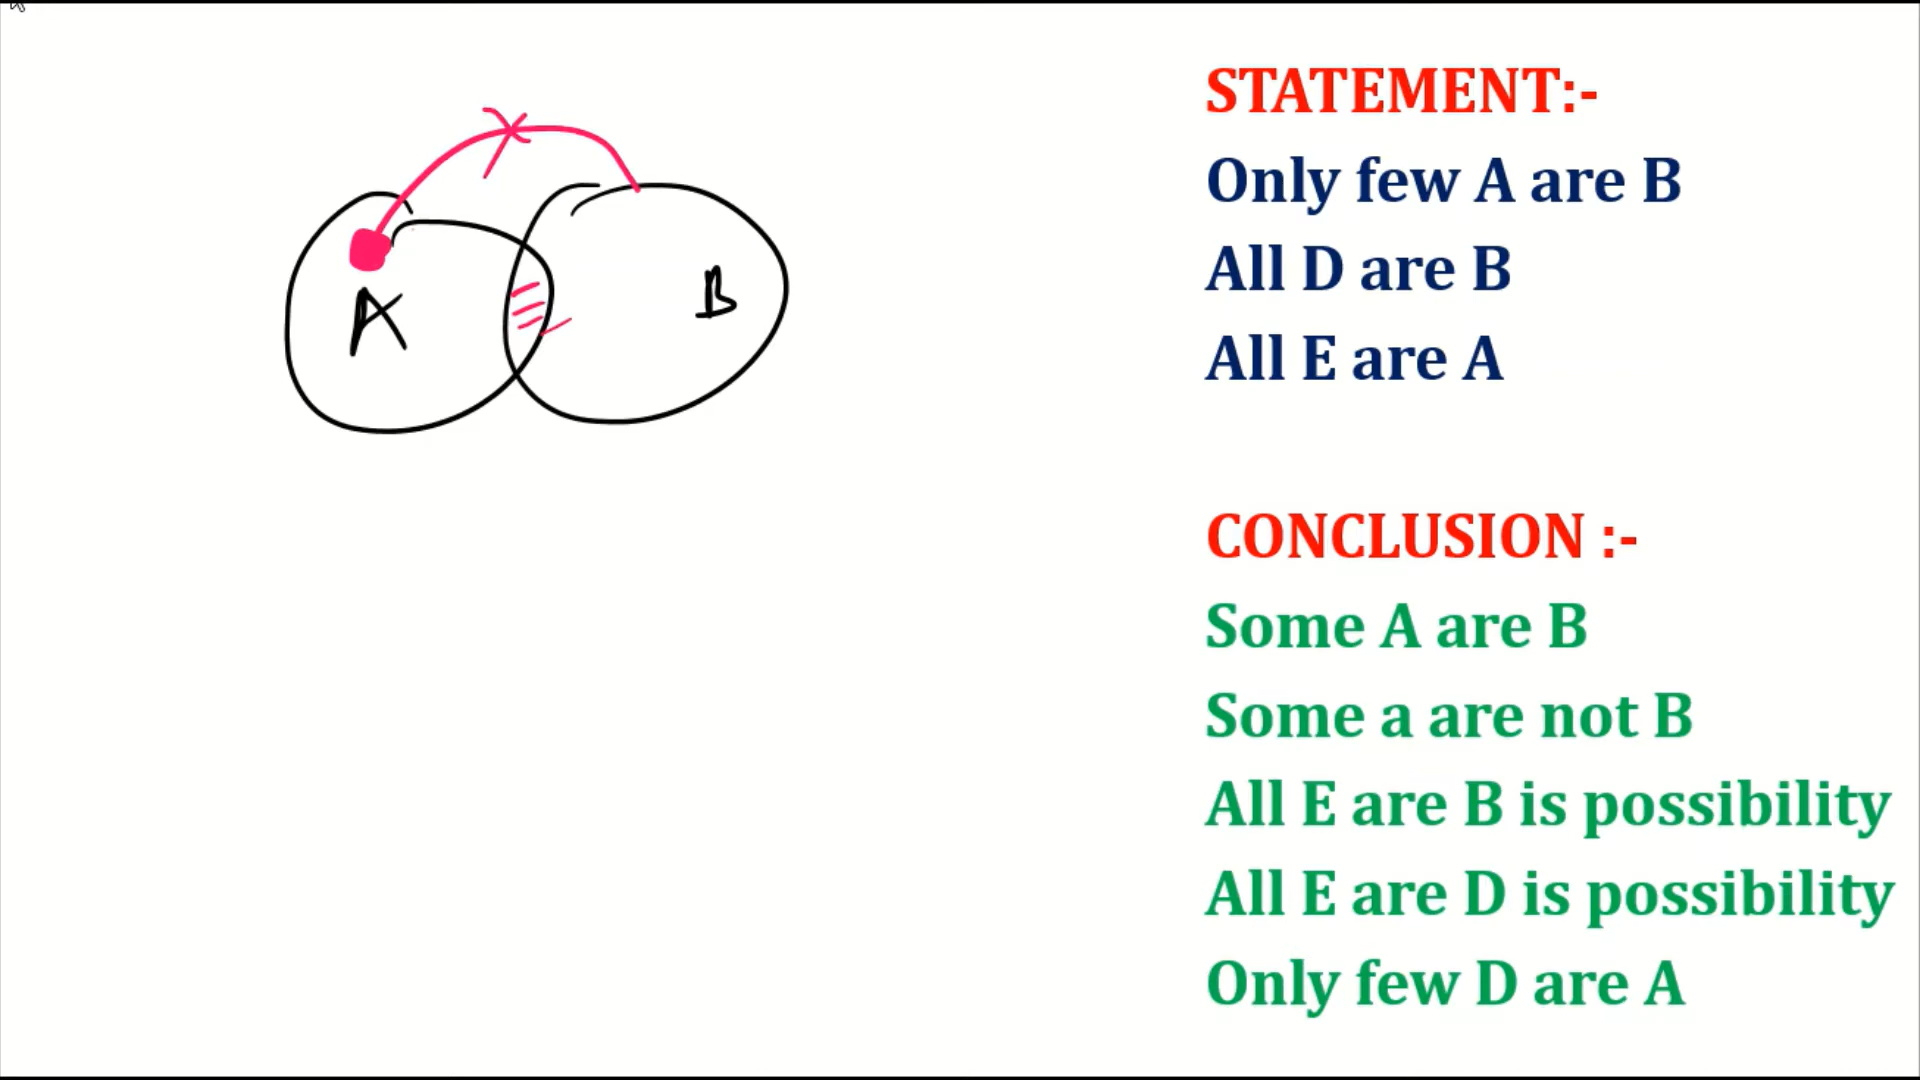 A
B
STATEMENT:-
Only few A are B
All D are B
All E are A
CONCLUSION :-
Some A are B
Some a are not B
All E are B is possibility
All E are D is possibility
Only few D are A